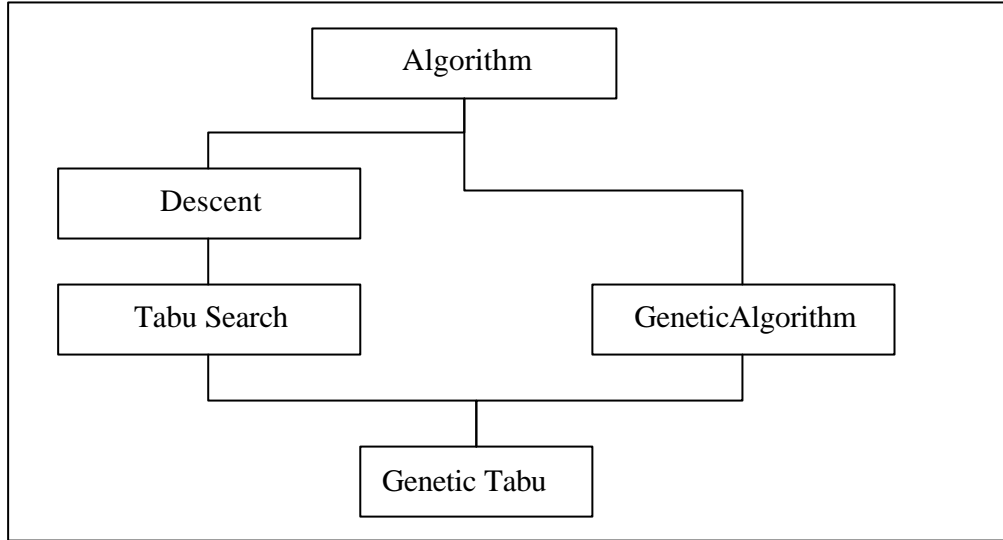 Algorithm
Descent
Tabu Search
GeneticAlgorithm
Genetic Tabu